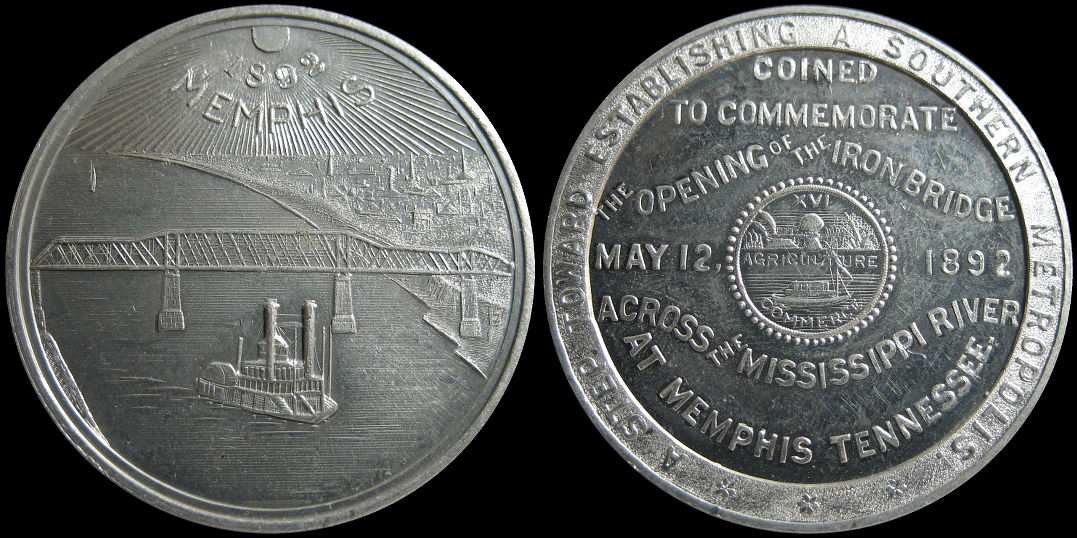 1892
MEMPHIS
A STEP TOWARD ESTABLISHING A SOUTHERN METROPOLIS.
COINED
TO COMMEMORATE
THE OPENING OF THE IRON BRIDGE
MAY 12, 1892
ACROSS THE MISSISSIPPI RIVER
AT MEMPHIS TENNESSEE.
XVI
AGRICULTURE
COMMERCE